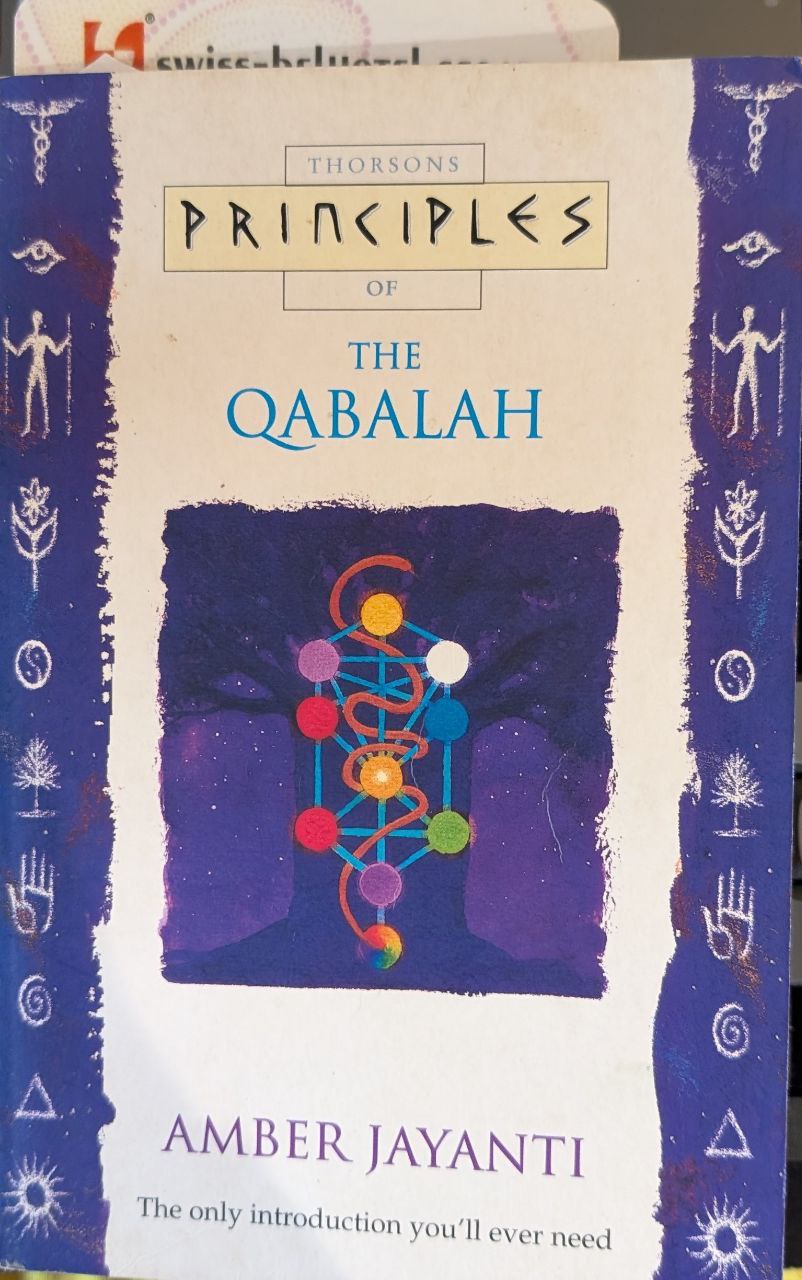 ®
THORSONS
PRINCIPLES
OF
THE
QABALAH
AMBER JAYANTI
The only introduction you'll ever need